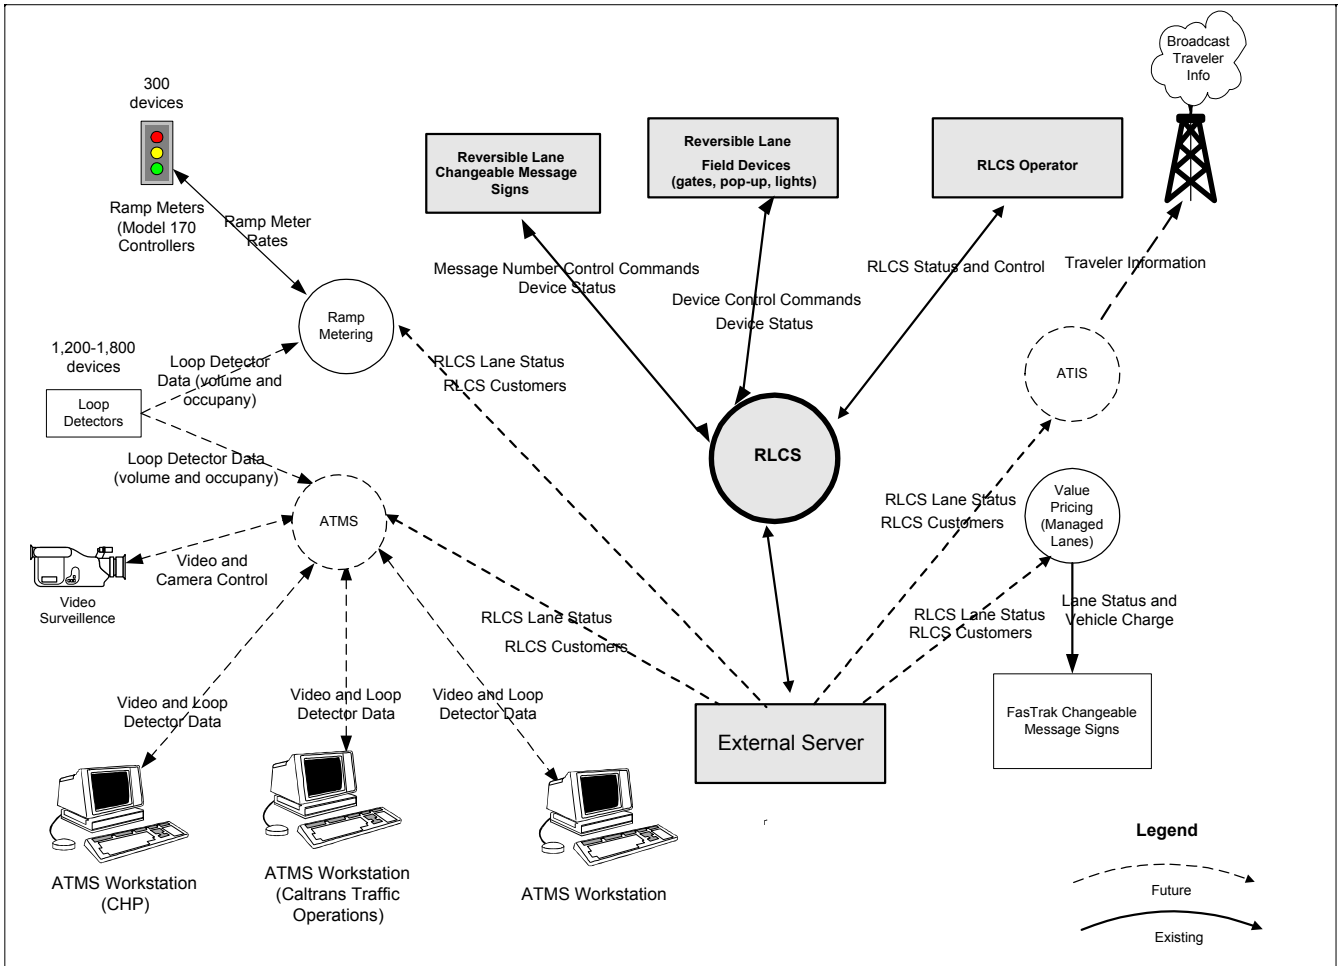 Broadcast
Traveler
Info
300
devices
Reversible Lane
Changeable Message
Signs
Reversible Lane
Field Devices
(gates, pop-up, lights)
RLCS Operator
Ramp Meters
(Model 170
Controllers
Ramp Meter
Rates
Message Number Control Commands
Device Status
Device Control Commands
Device Status
RLCS Status and Control
Traveler Information
Ramp
Metering
1,200-1,800
devices
Loop Detector
Data (volume and
occupany)
RLCS Lane Status
RLCS Customers
ATIS
Loop
Detectors
Loop Detector Data
(volume and occupany)
RLCS
ATMS
RLCS Lane Status
RLCS Customers
Value
Pricing
(Managed
Lanes)
Video and
Camera Control
Video
Surveillence
RLCS Lane Status
RLCS Customers
RLCS Lane Status
RLCS Customers
Lane Status and
Vehicle Charge
Video and Loop
Detector Data
Video and Loop
Detector Data
Video and Loop
Detector Data
External Server
FasTrak Changeable
Message Signs
ATMS Workstation
(CHP)
ATMS Workstation
(Caltrans Traffic
Operations)
ATMS Workstation
Legend
Future
Existing